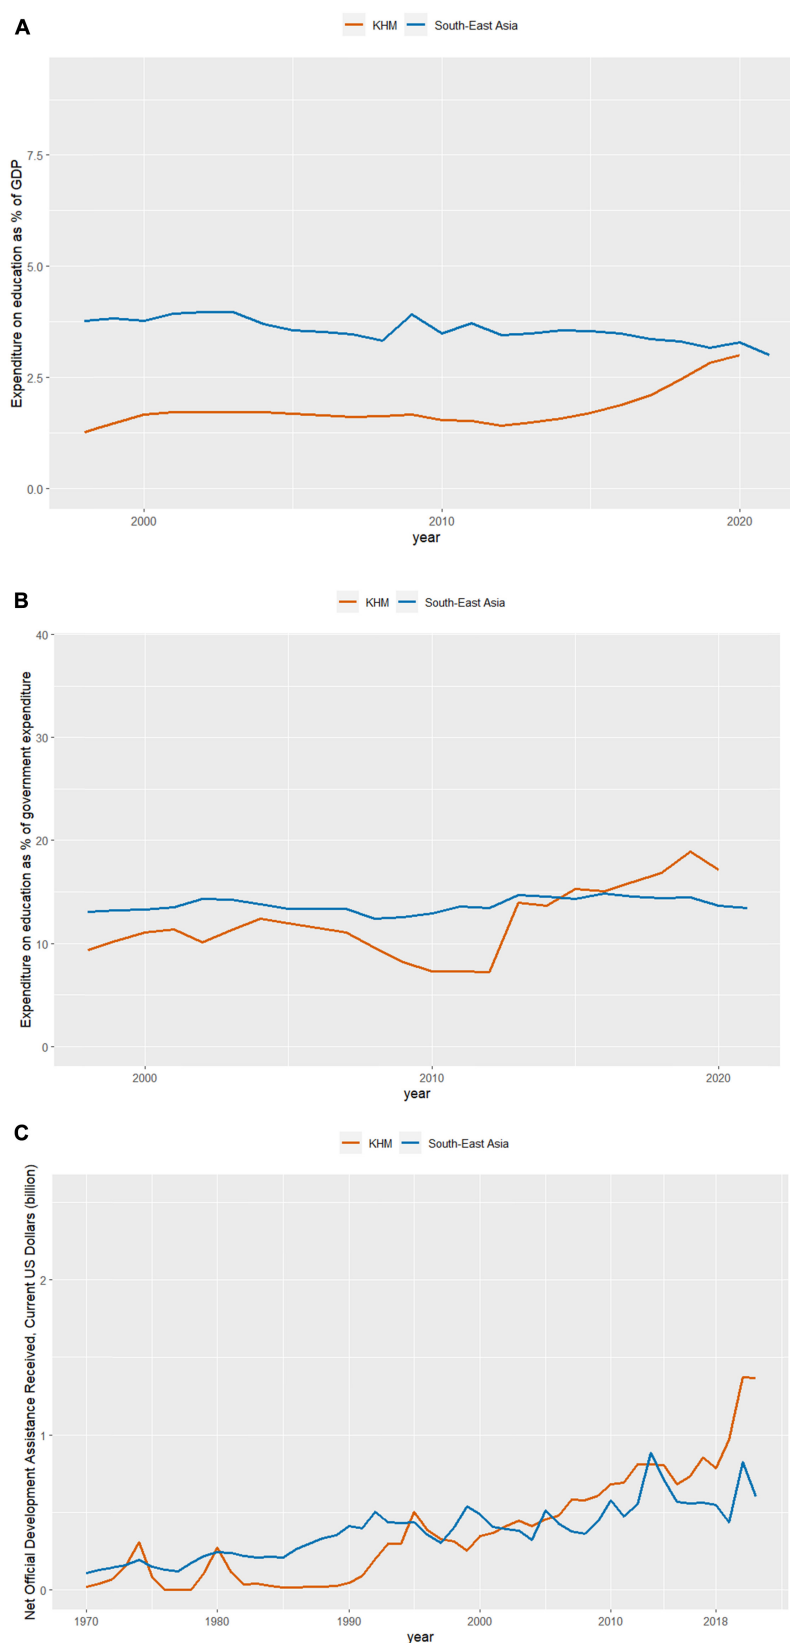 A
KHM South-East Asia
Expenditure on education as % of GDP
7.5
5.0
2.5
0.0
2000 2010 2020
year
B
KHM South-East Asia
Expenditure on education as % of government expenditure
40
30
20
10
0
2000 2010 2020
year
C
KHM South-East Asia
Net Official Development Assistance Received, Current US Dollars (billion)
2
1
0
1970 1980 1990 2000 2010 2018
year